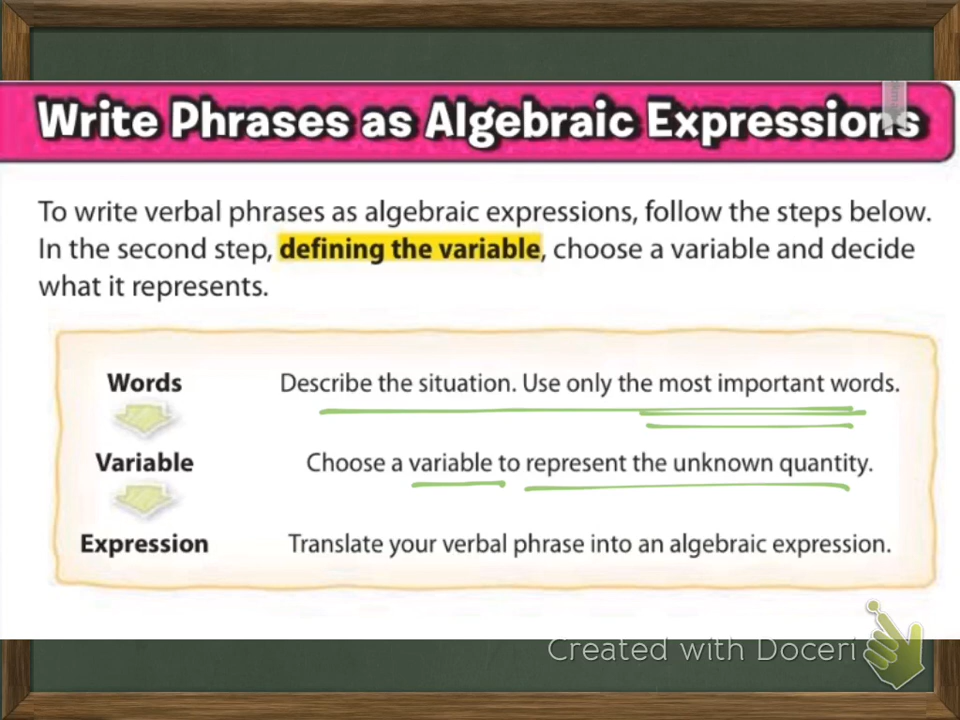 Write Phrases as Algebraic Expressions
To write verbal phrases as algebraic expressions, follow the steps below.
In the second step, defining the variable, choose a variable and decide
what it represents.
Words Describe the situation. Use only the most important words.
Variable Choose a variable to represent the unknown quantity.
Expression Translate your verbal phrase into an algebraic expression.
Created with Doceri